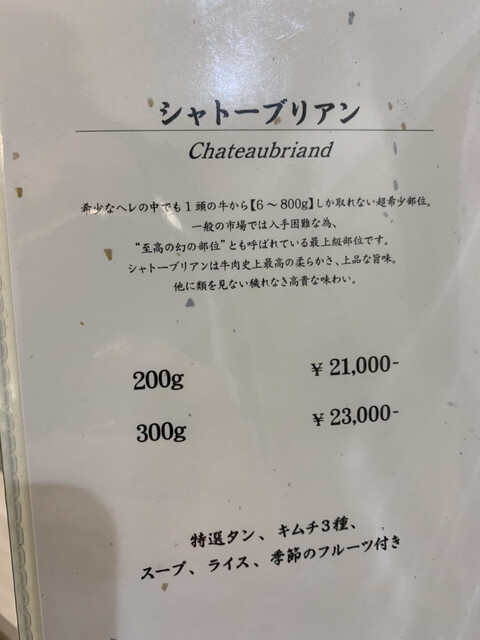 シャトーブリアン
Chateaubriand
希少なヘレの中でも1頭の牛から【6～800g】しか取れない超希少部位。
一般の市場では入手困難な為、
“至高の幻の部位”とも呼ばれている最上級部位です。
シャトーブリアンは牛肉史上最高の柔らかさ、上品な旨味。
他に類を見ない穢れなき高貴な味わい。
200g ￥21,000-
300g ￥23,000-
特選タン、キムチ3種、
スープ、ライス、季節のフルーツ付き